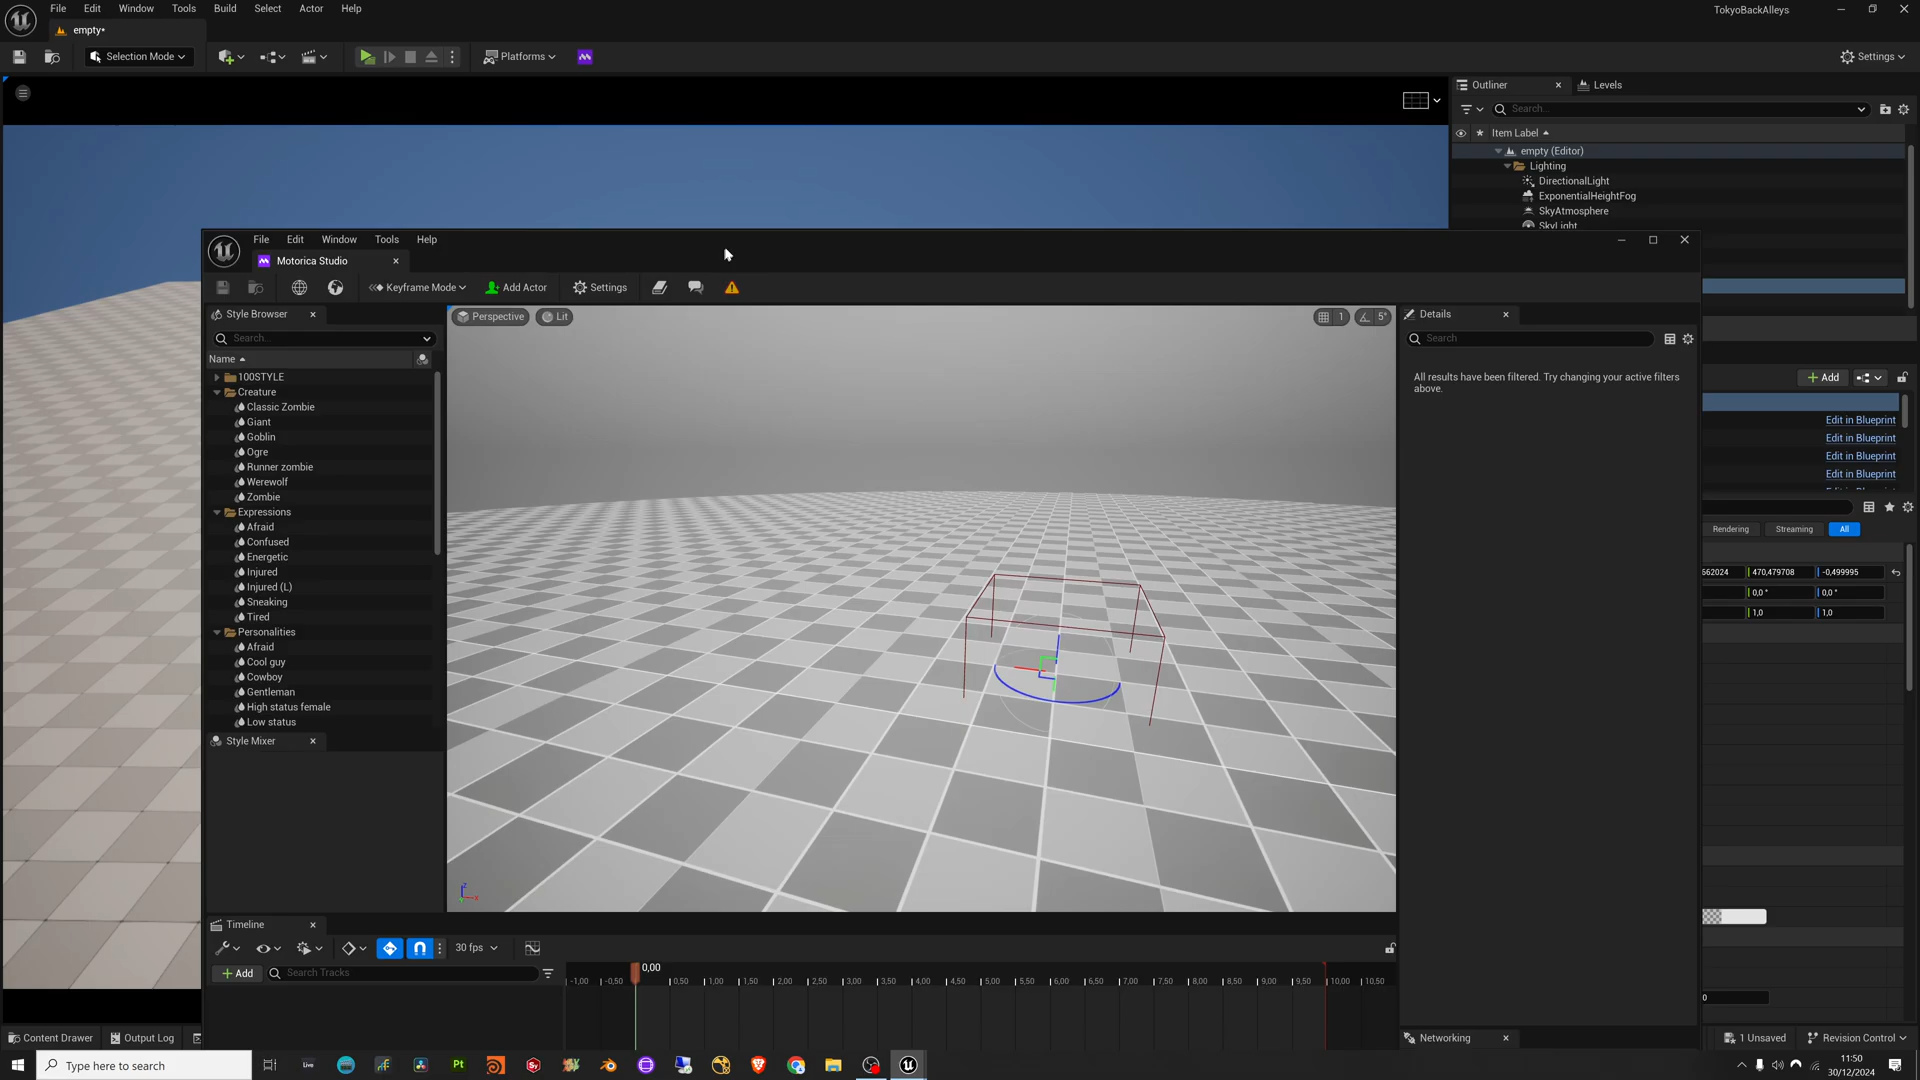 File Edit Window Tools Build Select Actor Help
TokyoBackAlleys
empty*
Selection Mode
Platforms
Settings
Outliner
Levels
Search...
Item Label
empty (Editor)
Lighting
DirectionalLight
ExponentialHeightFog
SkyAtmosphere
SkyLight
File Edit Window Tools Help
Motorica Studio
Keyframe Mode
Add Actor
Settings
Style Browser
Search...
Name
100STYLE
Creature
Classic Zombie
Giant
Goblin
Ogre
Runner zombie
Werewolf
Zombie
Expressions
Afraid
Confused
Energetic
Injured
Injured (L)
Sneaking
Tired
Personalities
Afraid
Cool guy
Cowboy
Gentleman
High status female
Low status
Style Mixer
Perspective
Lit
1
5°
Details
Search
All results have been filtered. Try changing your active filters
above.
Add
Edit in Blueprint
Edit in Blueprint
Edit in Blueprint
Edit in Blueprint
Rendering
Streaming
All
562024 470,479708 -0,499995
0,0 ° 0,0 °
1,0 1,0
0
Timeline
30 fps
Add
Search Tracks
0,00
-1,00 -0,50 0,50 1,00 1,50 2,00 2,50 3,00 3,50 4,00 4,50 5,00 5,50 6,00 6,50 7,00 7,50 8,00 8,50 9,00 9,50 10,00 10,50
Networking
Content Drawer
Output Log
1 Unsaved
Revision Control
Type here to search
Live
Pt
Sy
11:50
30/12/2024